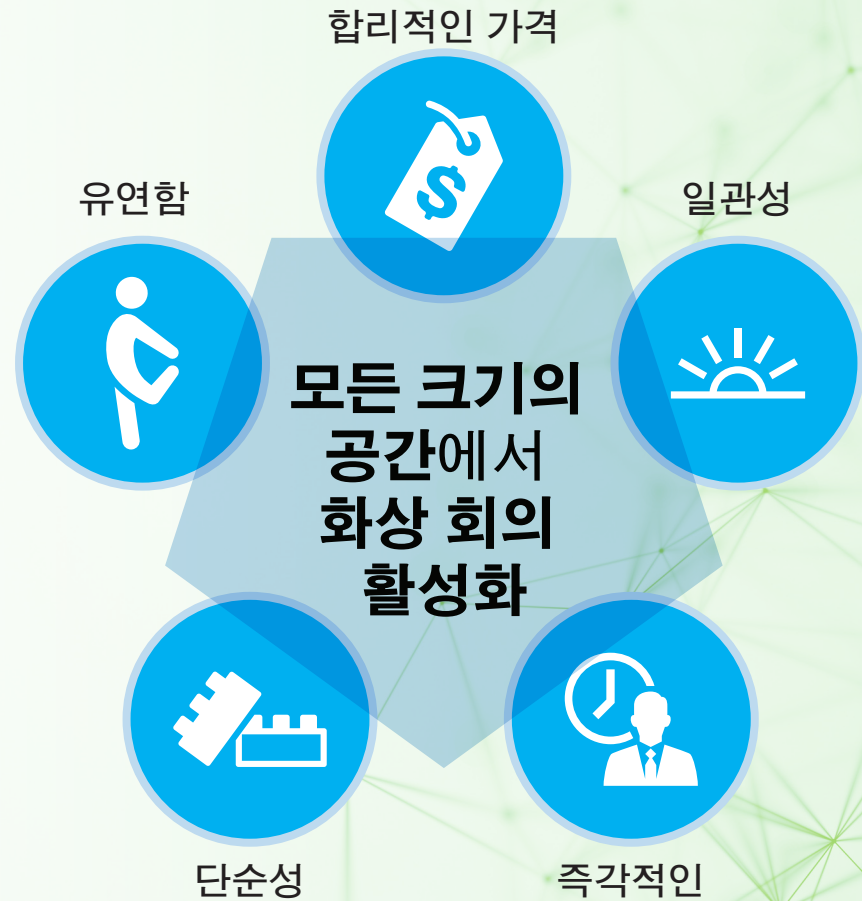 합리적인 가격
유연함
일관성
모든 크기의
공간에서
화상 회의
활성화
단순성
즉각적인